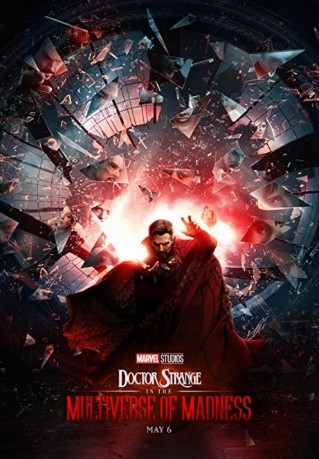 MARVEL STUDIOS
DOCTOR STRANGE
IN THE
MULTIVERSE OF MADNESS
MAY 6